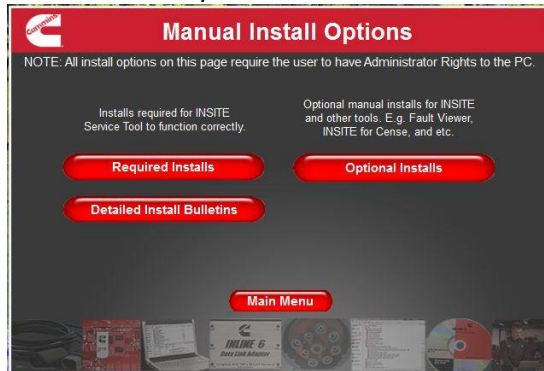 Cummins
Manual Install Options
NOTE: All install options on this page require the user to have Administrator Rights to the PC.
Installs required for INSITE
Service Tool to function correctly.
Required Installs
Detailed Install Bulletins
Optional manual installs for INSITE
and other tools. E.g. Fault Viewer,
INSITE for Cense, and etc.
Optional Installs
Main Menu
INLINE 6
Data Link Adapter